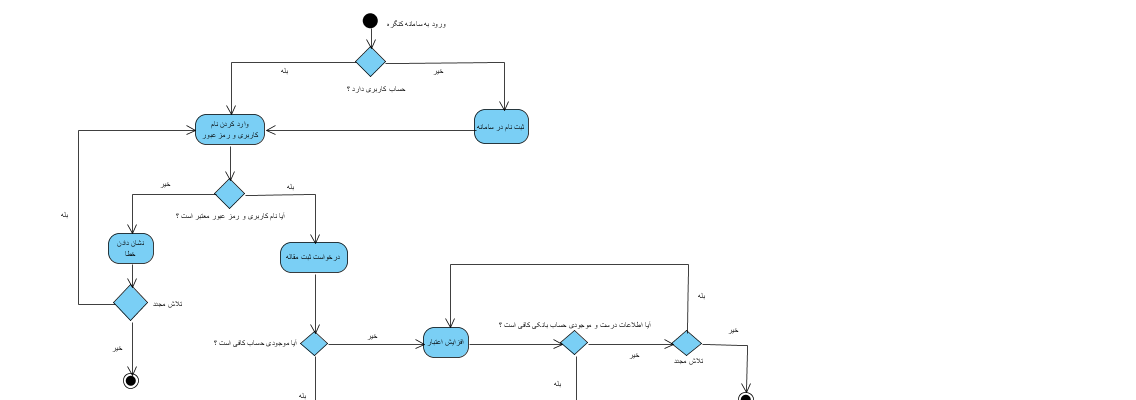 ورود به سامانه کنگره
بله
خیر
حساب کاربری دارد ؟
وارد کردن نام
کاربری و رمز عبور
ثبت نام در سامانه
خیر
بله
بله
آیا نام کاربری و رمز عبور معتبر است ؟
نشان دادن
خطا
درخواست ثبت مقاله
تلاش مجدد
بله
آیا اطلاعات درست و موجودی حساب بانکی کافی است ؟
خیر
آیا موجودی حساب کافی است ؟
خیر
افزایش اعتبار
خیر
خیر
تلاش مجدد
بله
بله